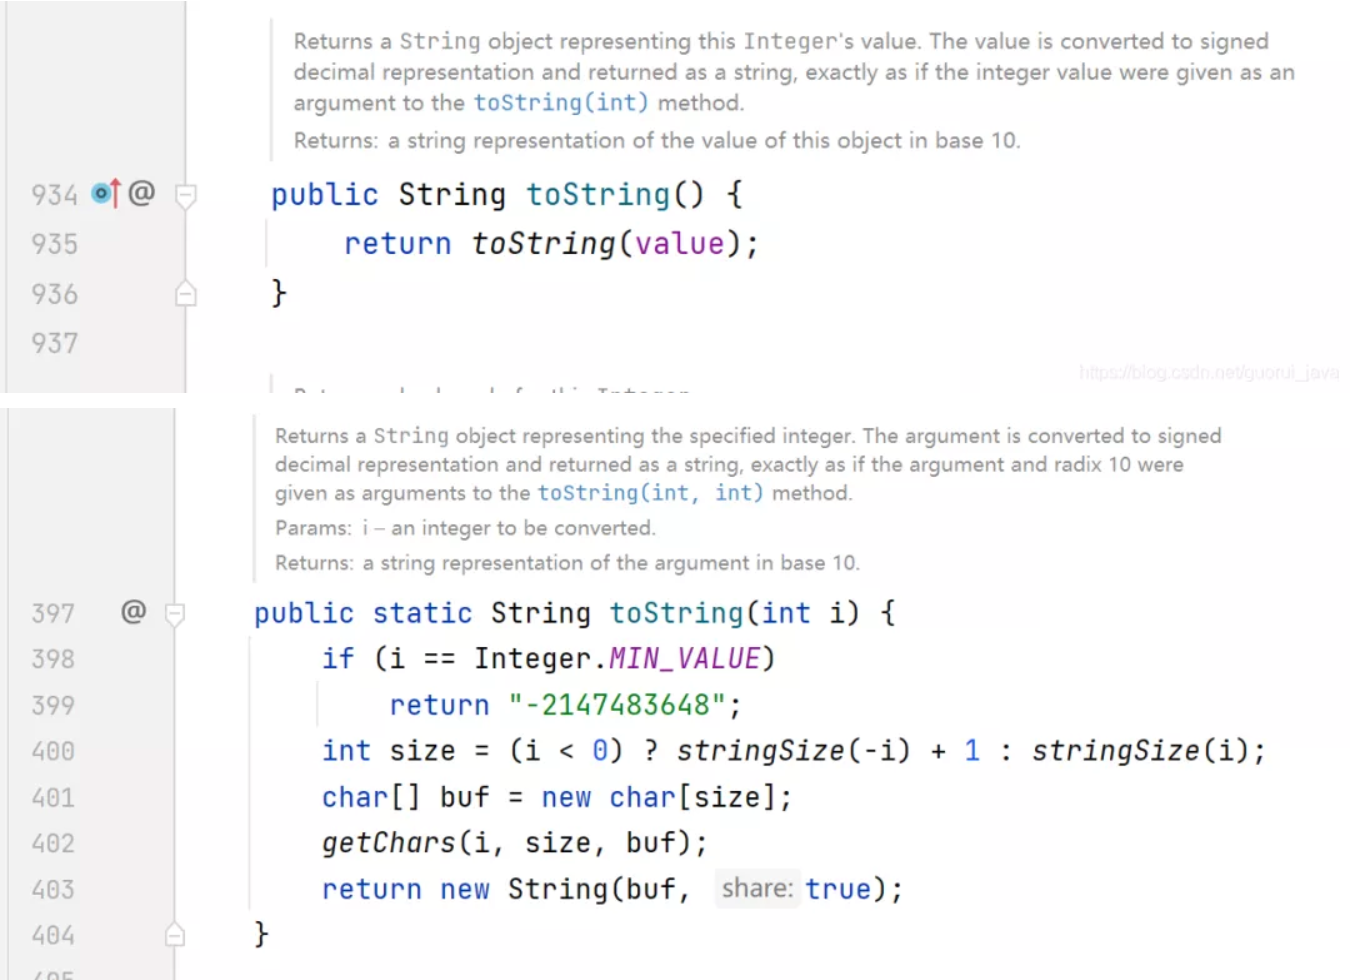 Returns a String object representing this Integer's value. The value is converted to signed
decimal representation and returned as a string, exactly as if the integer value were given as an
argument to the toString(int) method.
Returns: a string representation of the value of this object in base 10.
934 @ public String toString() {
935 return toString(value);
936 }
937
https://blog.csdn.net/guorui_java
Returns a String object representing the specified integer. The argument is converted to signed
decimal representation and returned as a string, exactly as if the argument and radix 10 were
given as arguments to the toString(int, int) method.
Params: i – an integer to be converted.
Returns: a string representation of the argument in base 10.
397 @ public static String toString(int i) {
398 if (i == Integer.MIN_VALUE)
399 return "-2147483648";
400 int size = (i < 0) ? stringSize(-i) + 1 : stringSize(i);
401 char[] buf = new char[size];
402 getChars(i, size, buf);
403 return new String(buf, share: true);
404 }